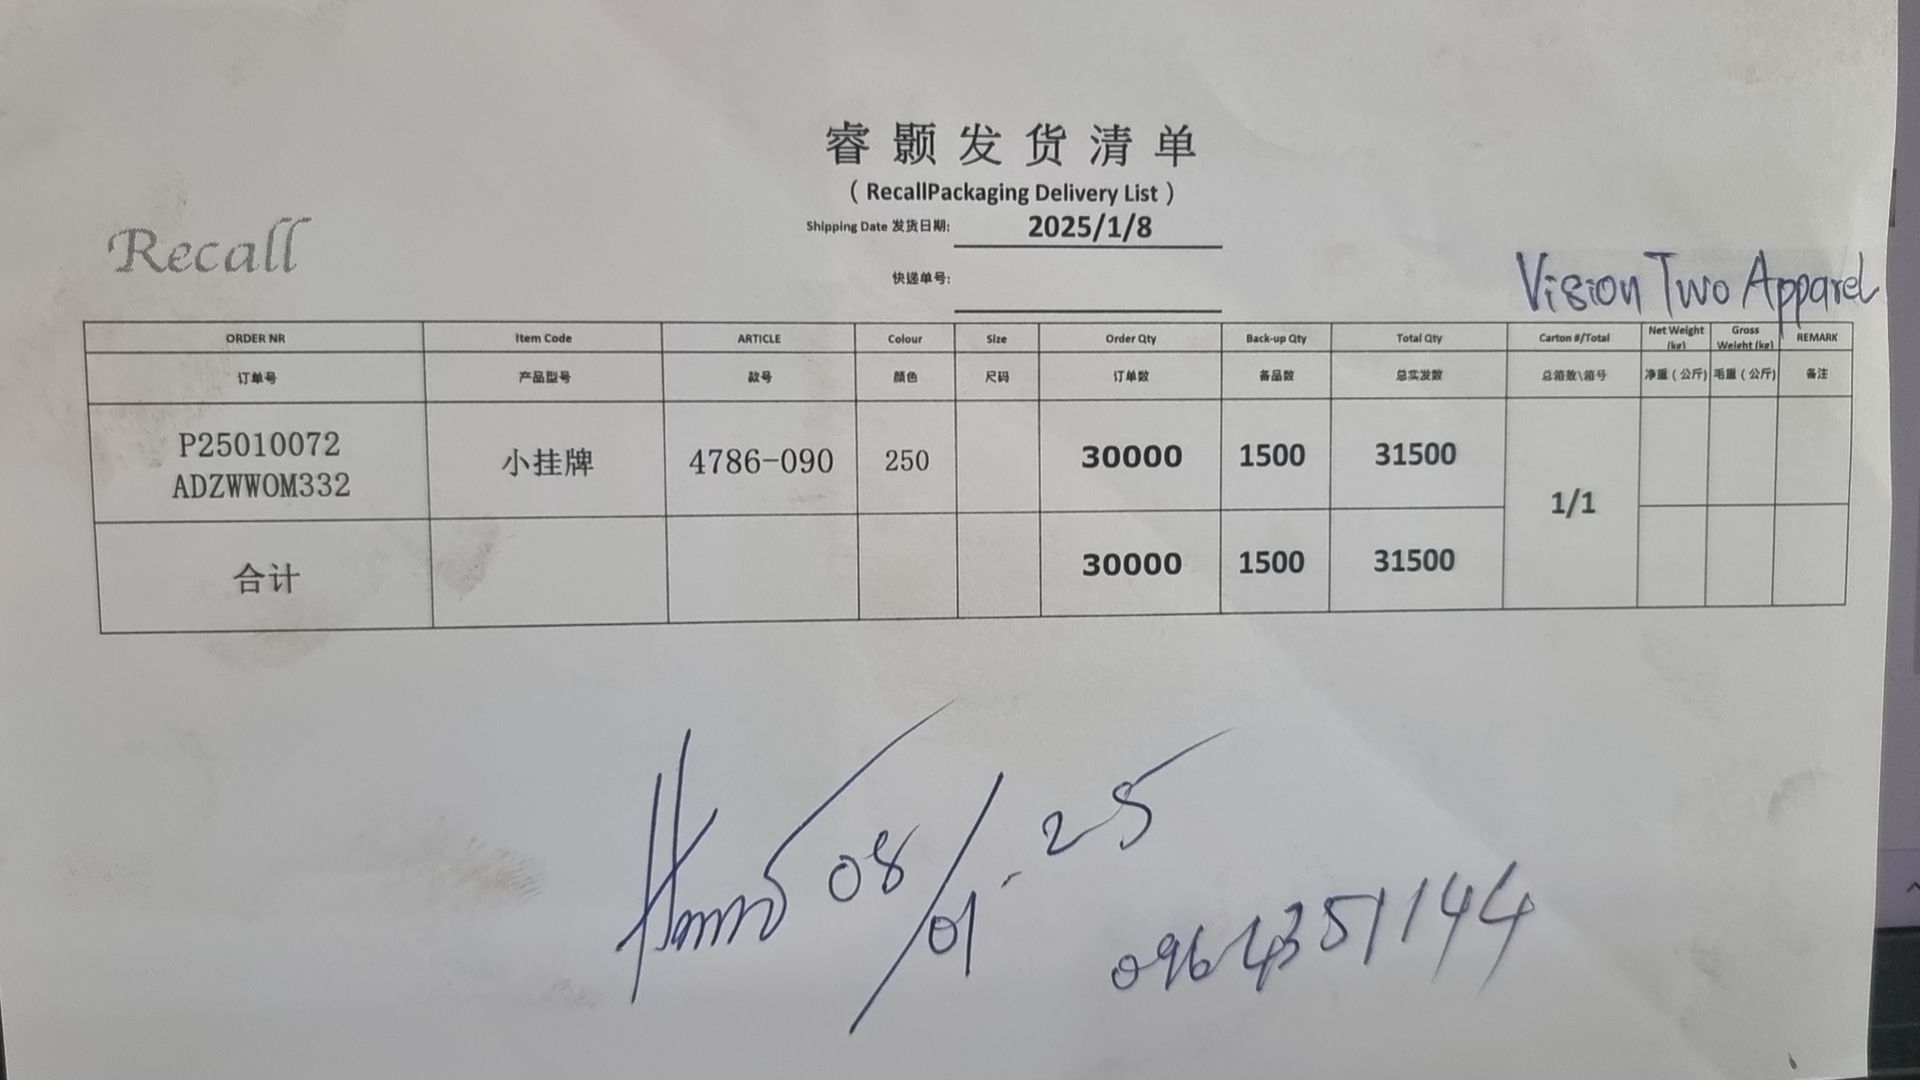 睿颢发货清单
( RecallPackaging Delivery List )
Recall
Shipping Date 发货日期: 2025/1/8
快递单号:
Vision Two Apparel
ORDER NR Item Code ARTICLE Colour Size Order Qty Back-up Qty Total Qty Carton #/Total Net Weight (kg) Gross Weight (kg) REMARK
订单号 产品型号 款号 颜色 尺码 订单数 备品数 总实发数 总箱数\箱号 净重(公斤) 毛重(公斤) 备注
P25010072 小挂牌 4786-090 250 30000 1500 31500 1/1
ADZWWOM332
合计 30000 1500 31500
08/01-25